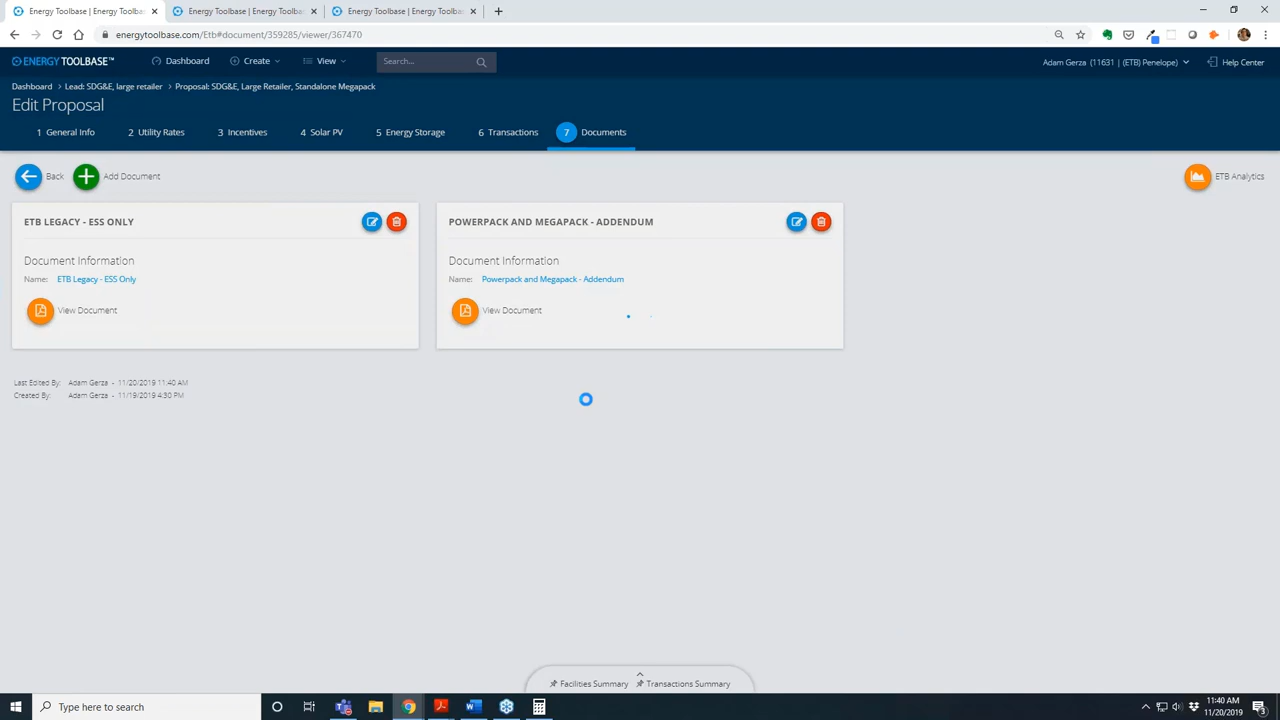 Energy Toolbase | Energy Toolba
Energy Toolbase | Energy Toolba
Energy Toolbase | Energy Toolba
energytoolbase.com/Etb#document/359285/viewer/367470
ENERGY TOOLBASE™
Dashboard
Create
View
Search...
Adam Gerza (11631 | (ETB) Penelope)
Help Center
Dashboard > Lead: SDG&E, large retailer > Proposal: SDG&E, Large Retailer, Standalone Megapack
Edit Proposal
1 General Info
2 Utility Rates
3 Incentives
4 Solar PV
5 Energy Storage
6 Transactions
7 Documents
Back
Add Document
ETB Analytics
ETB LEGACY - ESS ONLY
Document Information
Name: ETB Legacy - ESS Only
View Document
POWERPACK AND MEGAPACK - ADDENDUM
Document Information
Name: Powerpack and Megapack - Addendum
View Document
Last Edited By: Adam Gerza - 11/20/2019 11:40 AM
Created By: Adam Gerza - 11/19/2019 4:30 PM
Facilities Summary
Transactions Summary
Type here to search
11:40 AM
11/20/2019
3